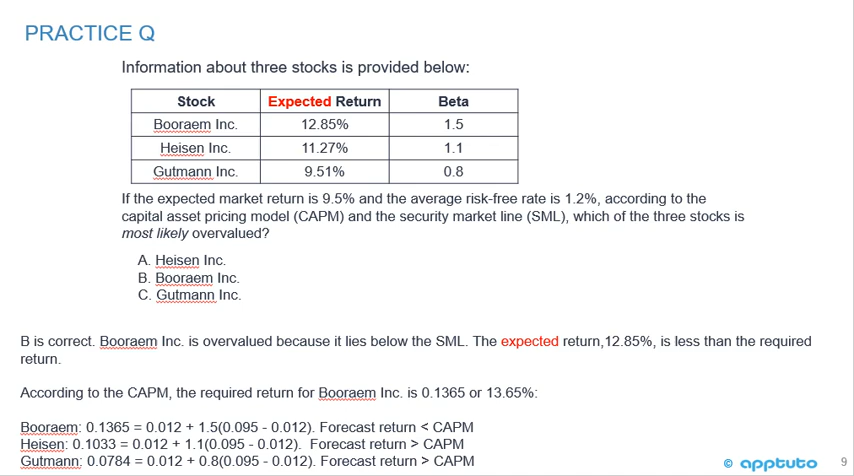 PRACTICE Q
Information about three stocks is provided below:
Stock Expected Return Beta
Booraem Inc. 12.85% 1.5
Heisen Inc. 11.27% 1.1
Gutmann Inc. 9.51% 0.8
If the expected market return is 9.5% and the average risk-free rate is 1.2%, according to the
capital asset pricing model (CAPM) and the security market line (SML), which of the three stocks is
most likely overvalued?
A. Heisen Inc.
B. Booraem Inc.
C. Gutmann Inc.
B is correct. Booraem Inc. is overvalued because it lies below the SML. The expected return,12.85%, is less than the required
return.
According to the CAPM, the required return for Booraem Inc. is 0.1365 or 13.65%:
Booraem: 0.1365 = 0.012 + 1.5(0.095 - 0.012). Forecast return < CAPM
Heisen: 0.1033 = 0.012 + 1.1(0.095 - 0.012). Forecast return > CAPM
Gutmann: 0.0784 = 0.012 + 0.8(0.095 - 0.012). Forecast return > CAPM
© apptuto 9